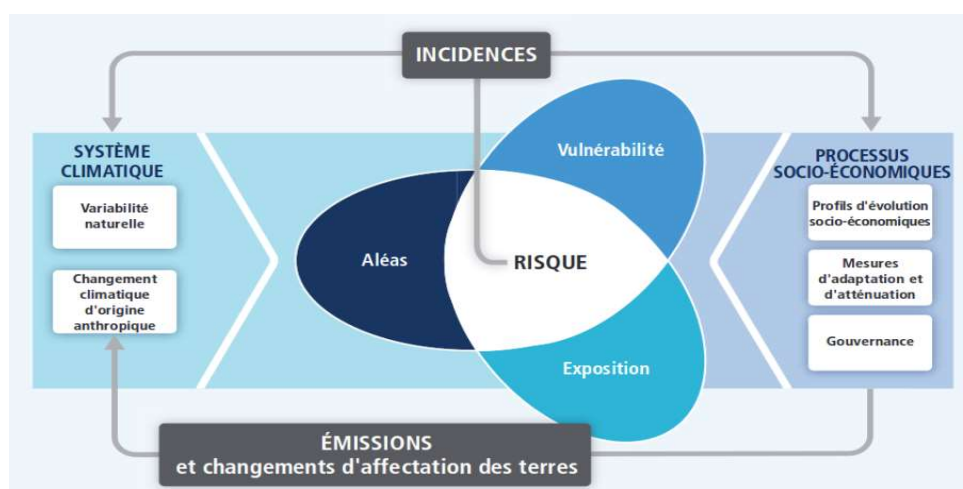 INCIDENCES
SYSTÈME
CLIMATIQUE
Variabilité
naturelle
Changement
climatique
d'origine
anthropique
Vulnérabilité
Aléas
RISQUE
Exposition
PROCESSUS
SOCIO-ÉCONOMIQUES
Profils d'évolution
socio-économiques
Mesures
d'adaptation et
d'atténuation
Gouvernance
ÉMISSIONS
et changements d'affectation des terres